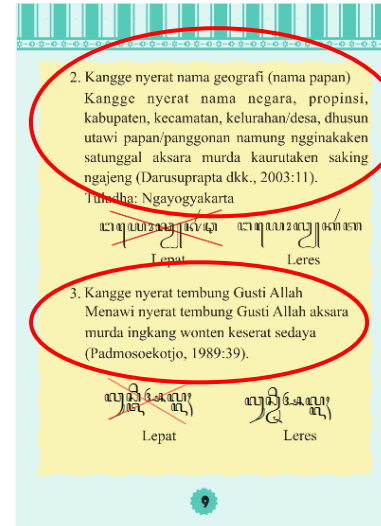 2. Kangge nyerat nama geografi (nama papan)
Kangge nyerat nama negara, propinsi,
kabupaten, kecamatan, kelurahan/desa, dhusun
utawi papan/panggonan namung ngginakaken
satunggal aksara murda kaurutaken saking
ngajeng (Darusuprapta dkk., 2003:11).
Tuladha: Ngayogyakarta
Lepat Leres
3. Kangge nyerat tembung Gusti Allah
Menawi nyerat tembung Gusti Allah aksara
murda ingkang wonten keserat sedaya
(Padmosoekotjo, 1989:39).
Lepat Leres
9